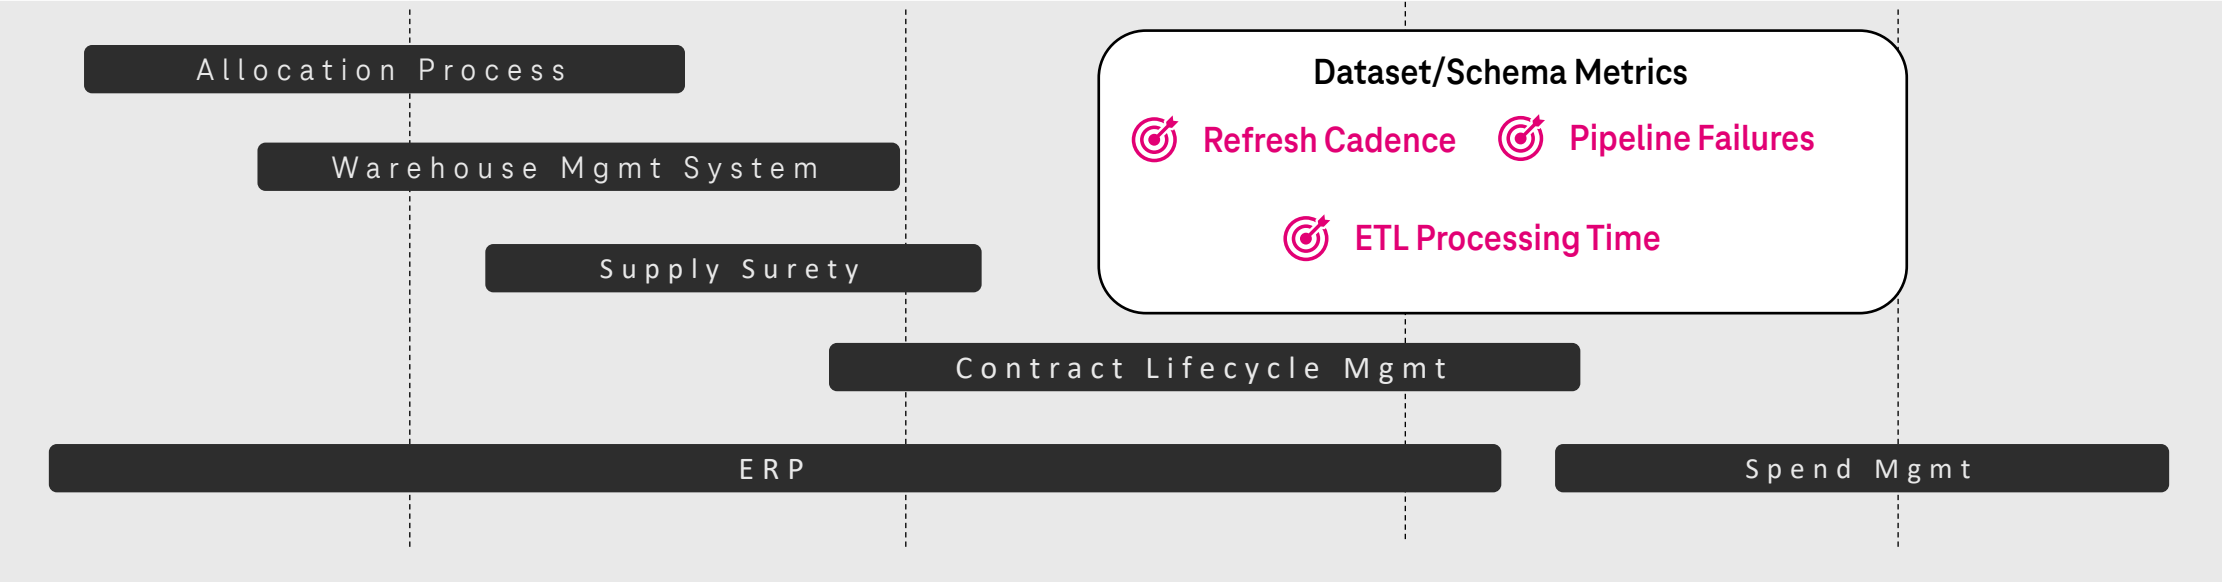 Allocation Process
Warehouse Mgmt System
Supply Surety
Dataset/Schema Metrics
Refresh Cadence
Pipeline Failures
ETL Processing Time
Contract Lifecycle Mgmt
ERP
Spend Mgmt